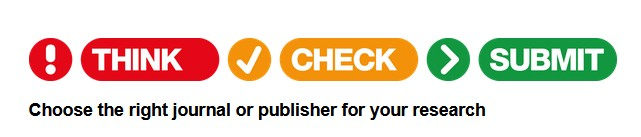 ! THINK ✓ CHECK > SUBMIT
Choose the right journal or publisher for your research